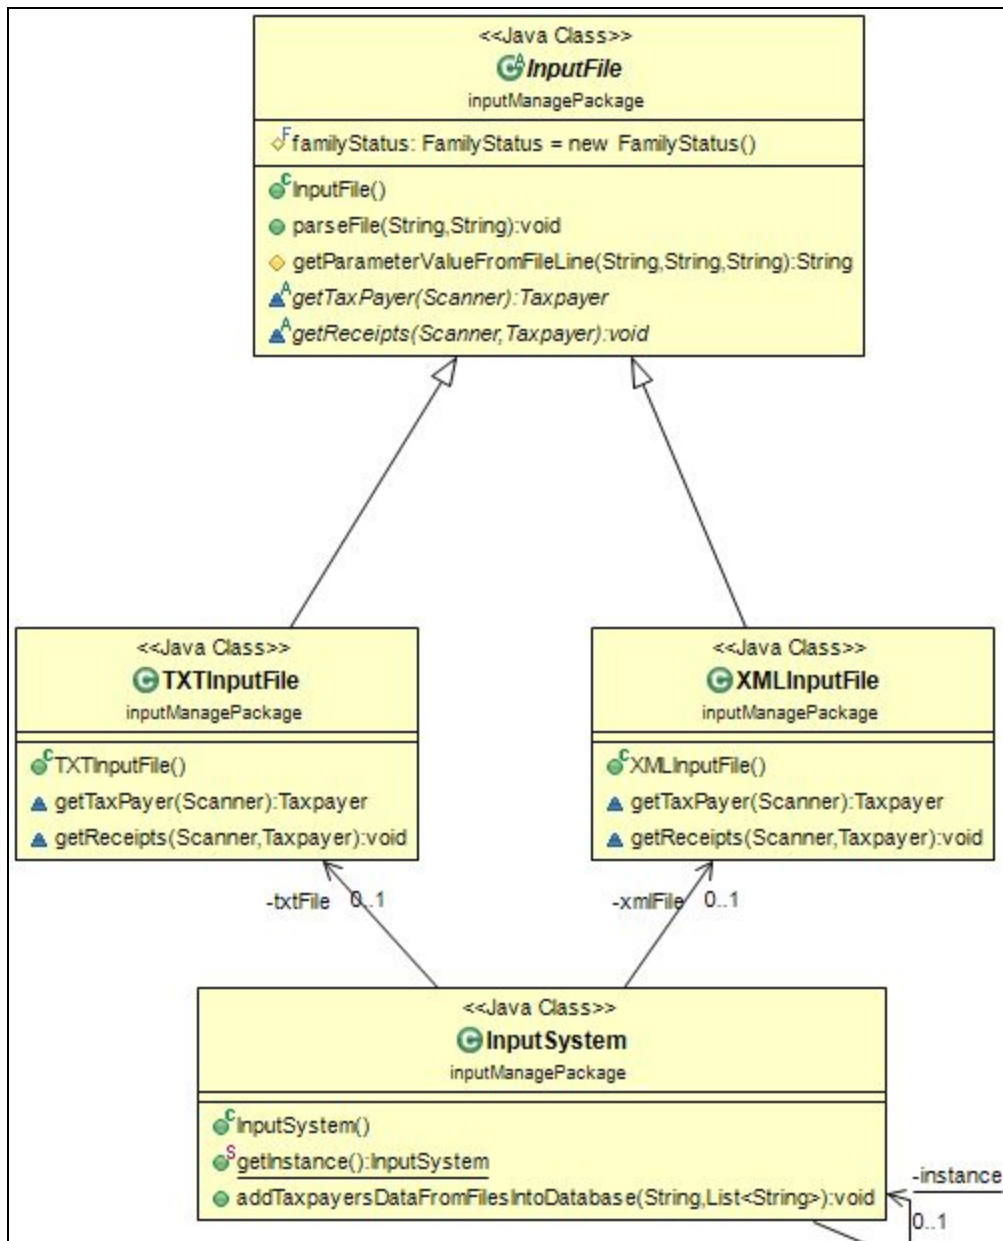 <<Java Class>>
InputFile
inputManagePackage
familyStatus: FamilyStatus = new FamilyStatus()
InputFile()
parseFile(String,String):void
getParameterValueFromFileLine(String,String,String):String
getTaxPayer(Scanner):Taxpayer
getReceipts(Scanner,Taxpayer):void
<<Java Class>>
TXTInputFile
inputManagePackage
TXTInputFile()
getTaxPayer(Scanner):Taxpayer
getReceipts(Scanner,Taxpayer):void
<<Java Class>>
XMLInputFile
inputManagePackage
XMLInputFile()
getTaxPayer(Scanner):Taxpayer
getReceipts(Scanner,Taxpayer):void
-txtFile 0..1
-xmlFile 0..1
<<Java Class>>
InputSystem
inputManagePackage
InputSystem()
getInstance():InputSystem
addTaxpayersDataFromFilesIntoDatabase(String,List<String>):void
-instance
0..1